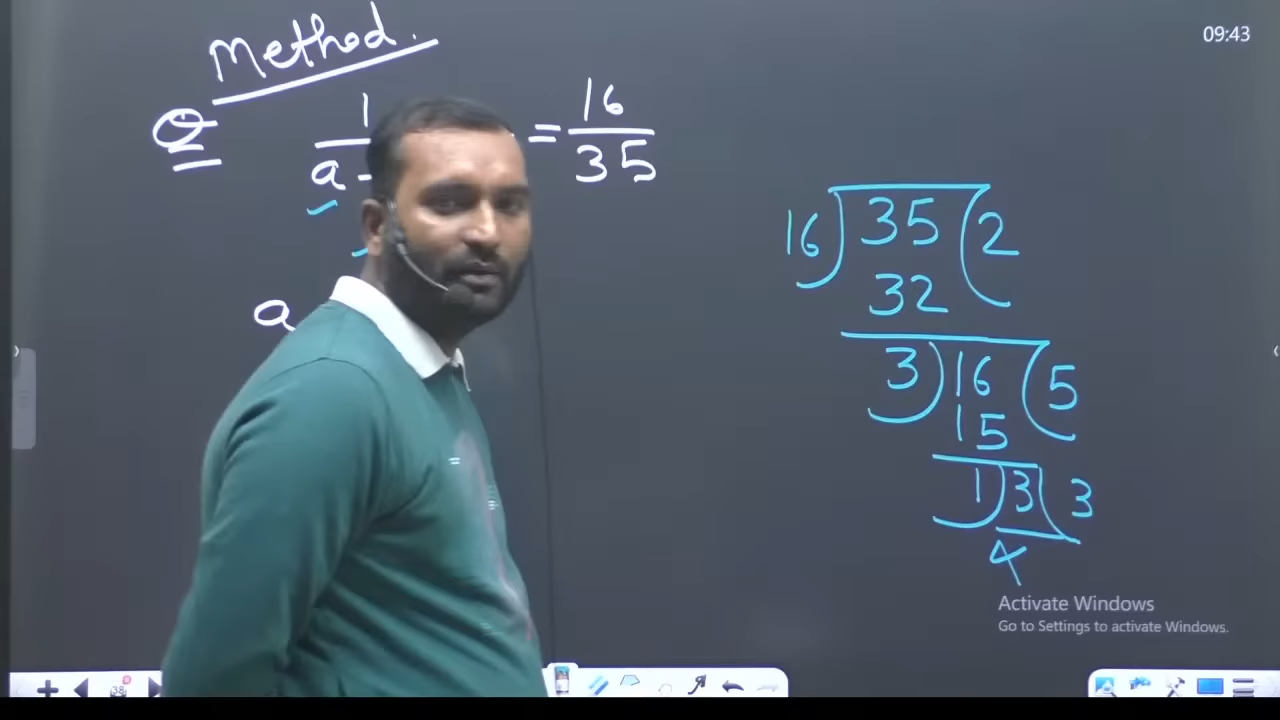 Method.
09:43
Q 1 = 16
a - 35
16 35 2
32
a
3 16 5
15
1 3 3
Activate Windows
Go to Settings to activate Windows.
38